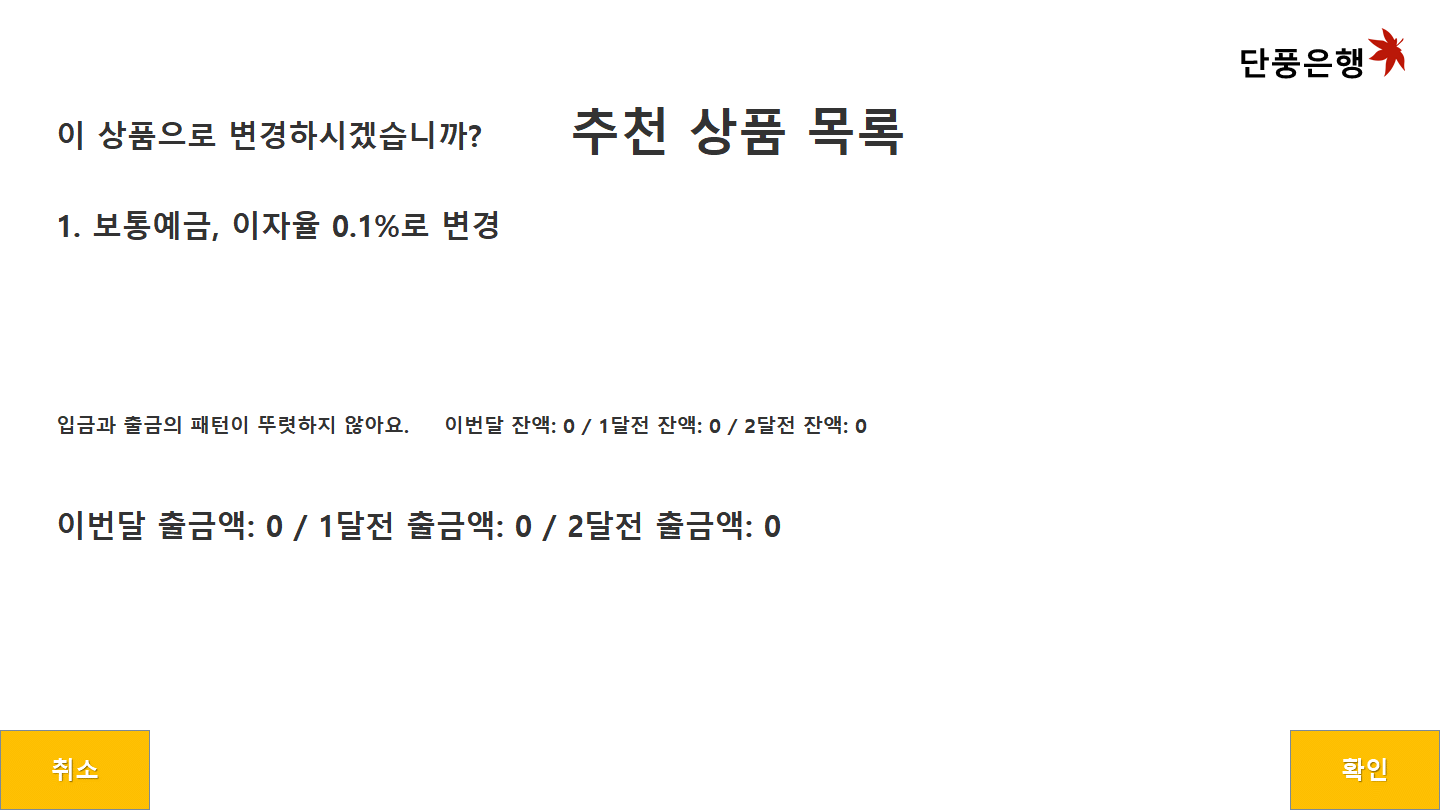 단풍은행
이 상품으로 변경하시겠습니까?
추천 상품 목록
1. 보통예금, 이자율 0.1%로 변경
입금과 출금의 패턴이 뚜렷하지 않아요.
이번달 잔액: 0 / 1달전 잔액: 0 / 2달전 잔액: 0
이번달 출금액: 0 / 1달전 출금액: 0 / 2달전 출금액: 0
취소
확인